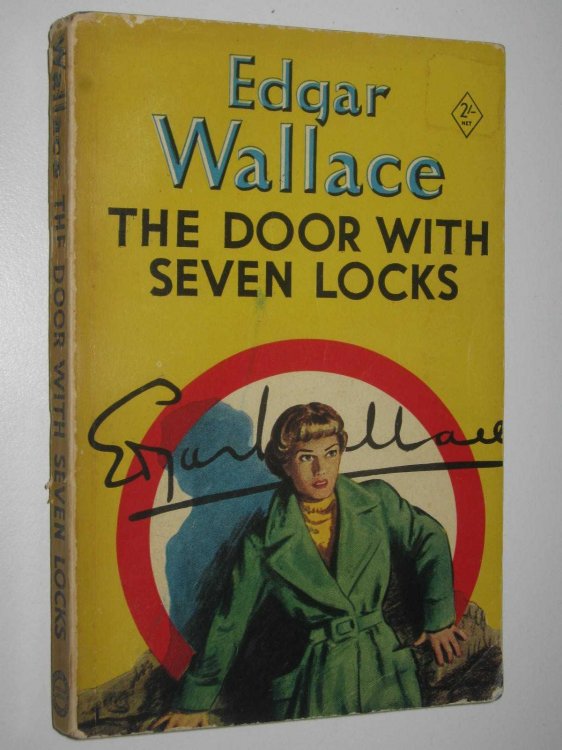 Edgar
Wallace
2/-
NET
THE DOOR WITH
SEVEN LOCKS
Edgar Wallace
Wallace THE DOOR WITH SEVEN LOCKS